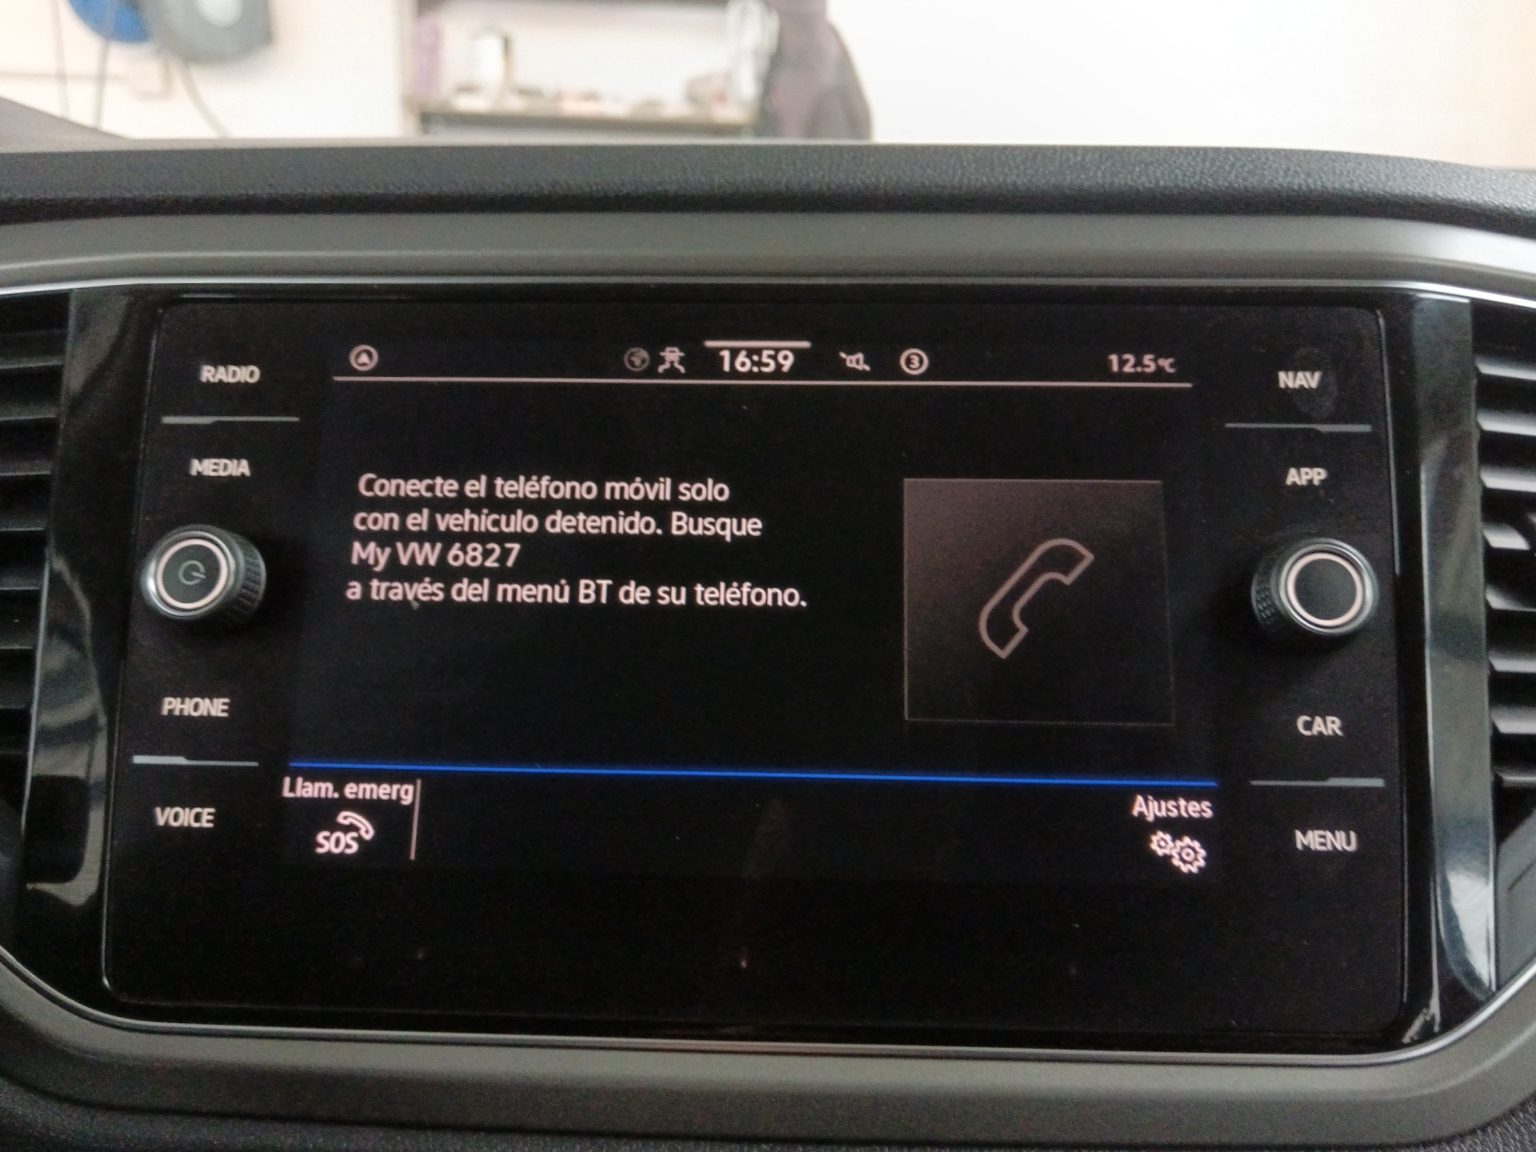 RADIO
16:59
3
12.5°C
NAV
MEDIA
APP
Conecte el teléfono móvil solo
con el vehículo detenido. Busque
My VW 6827
a través del menú BT de su teléfono.
PHONE
CAR
Llam. emerg
SOS
Ajustes
VOICE
MENU